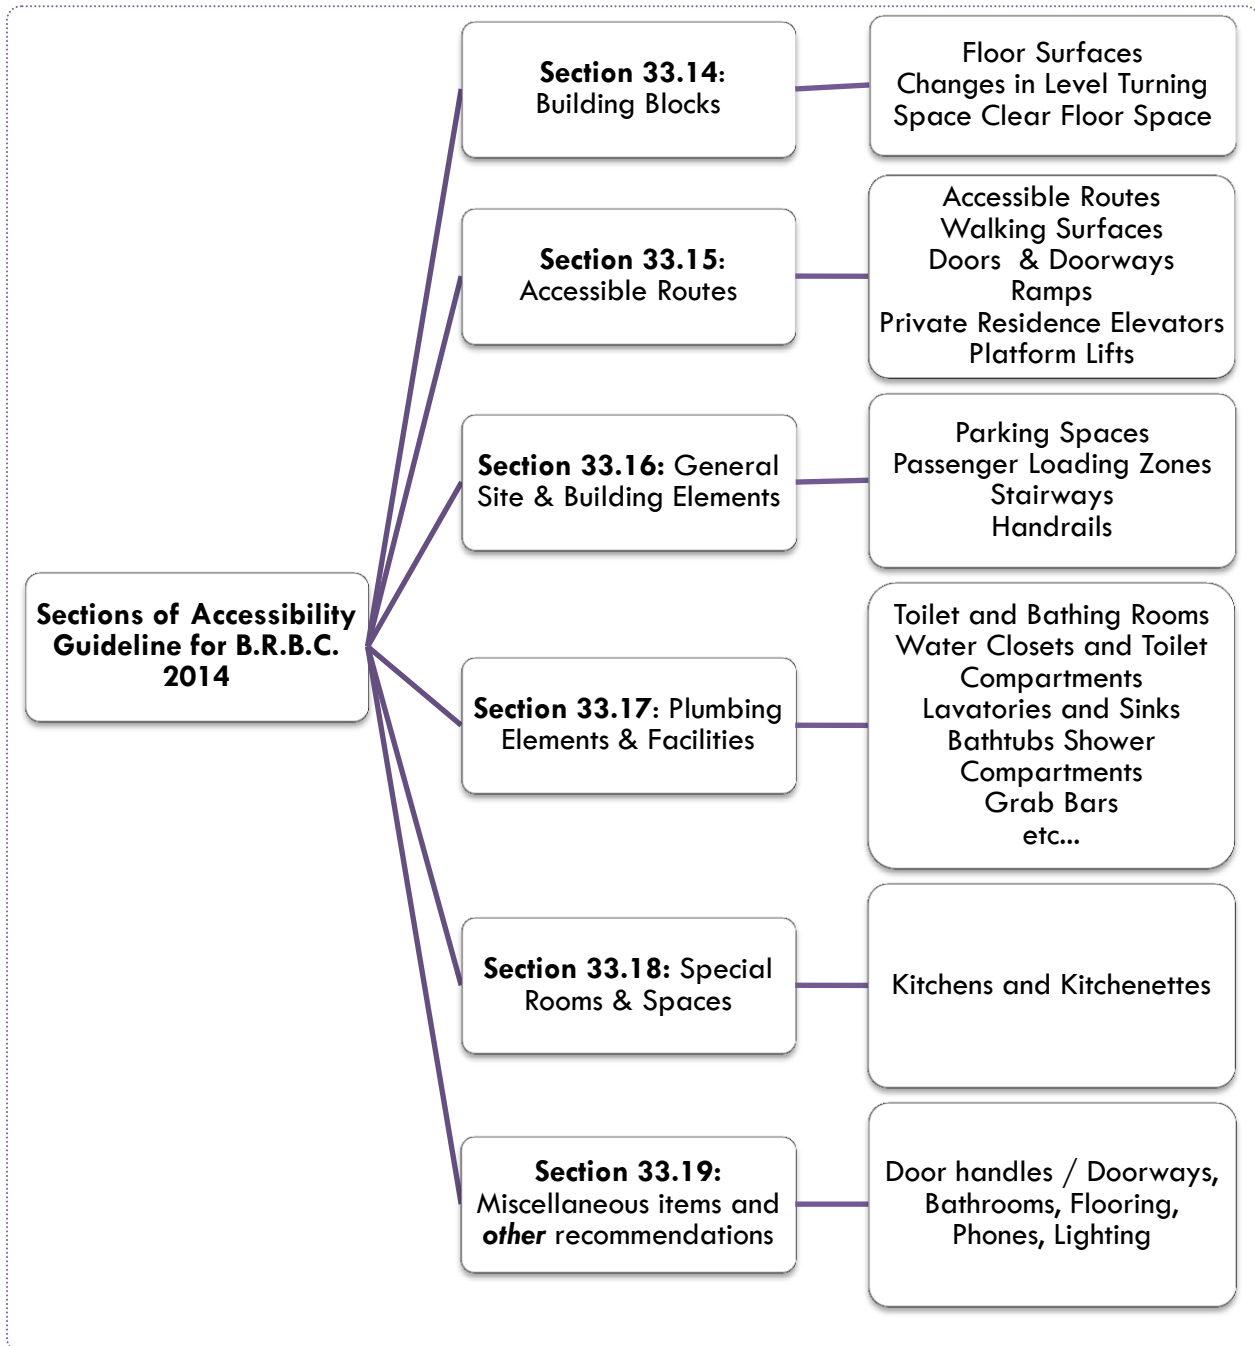 Section 33.14:
Building Blocks
Floor Surfaces
Changes in Level Turning
Space Clear Floor Space
Section 33.15:
Accessible Routes
Accessible Routes
Walking Surfaces
Doors & Doorways
Ramps
Private Residence Elevators
Platform Lifts
Section 33.16: General
Site & Building Elements
Parking Spaces
Passenger Loading Zones
Stairways
Handrails
Sections of Accessibility
Guideline for B.R.B.C.
2014
Section 33.17: Plumbing
Elements & Facilities
Toilet and Bathing Rooms
Water Closets and Toilet
Compartments
Lavatories and Sinks
Bathtubs Shower
Compartments
Grab Bars
etc...
Section 33.18: Special
Rooms & Spaces
Kitchens and Kitchenettes
Section 33.19:
Miscellaneous items and
other recommendations
Door handles / Doorways,
Bathrooms, Flooring,
Phones, Lighting